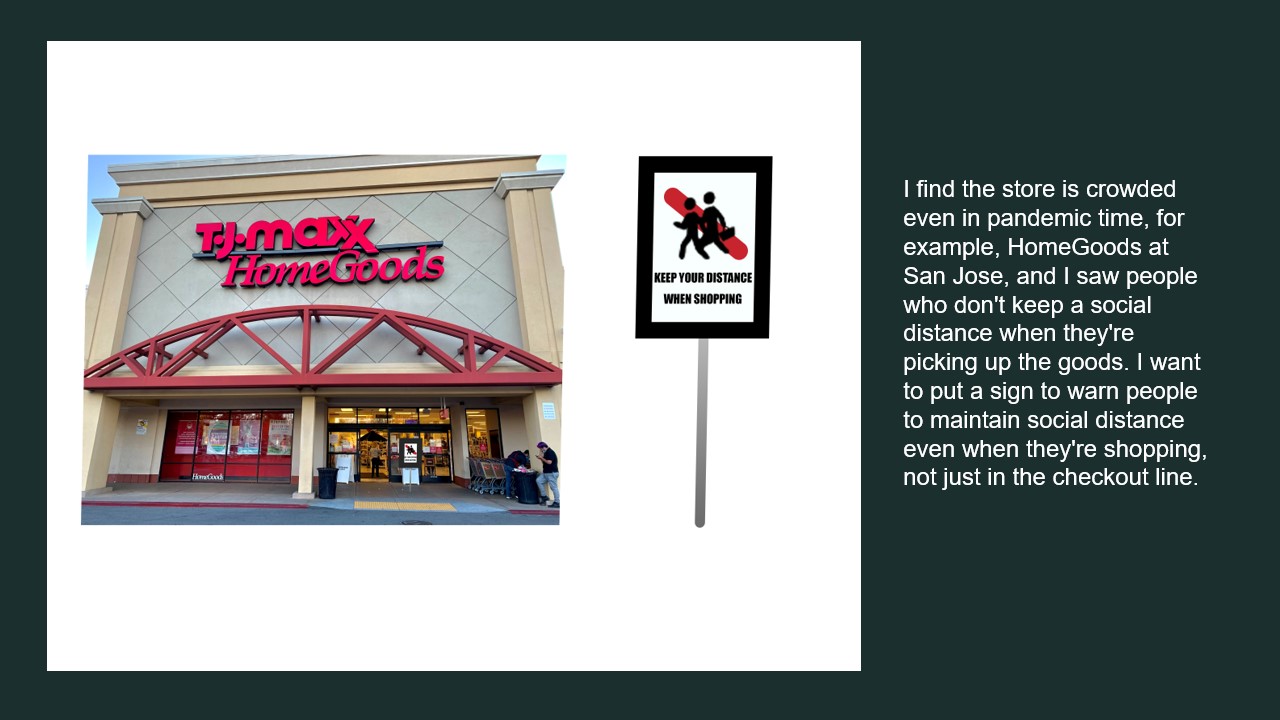 T.J.maxx
HomeGoods
HomeGoods
KEEP YOUR DISTANCE
WHEN SHOPPING
I find the store is crowded
even in pandemic time, for
example, HomeGoods at
San Jose, and I saw people
who don't keep a social
distance when they're
picking up the goods. I want
to put a sign to warn people
to maintain social distance
even when they're shopping,
not just in the checkout line.